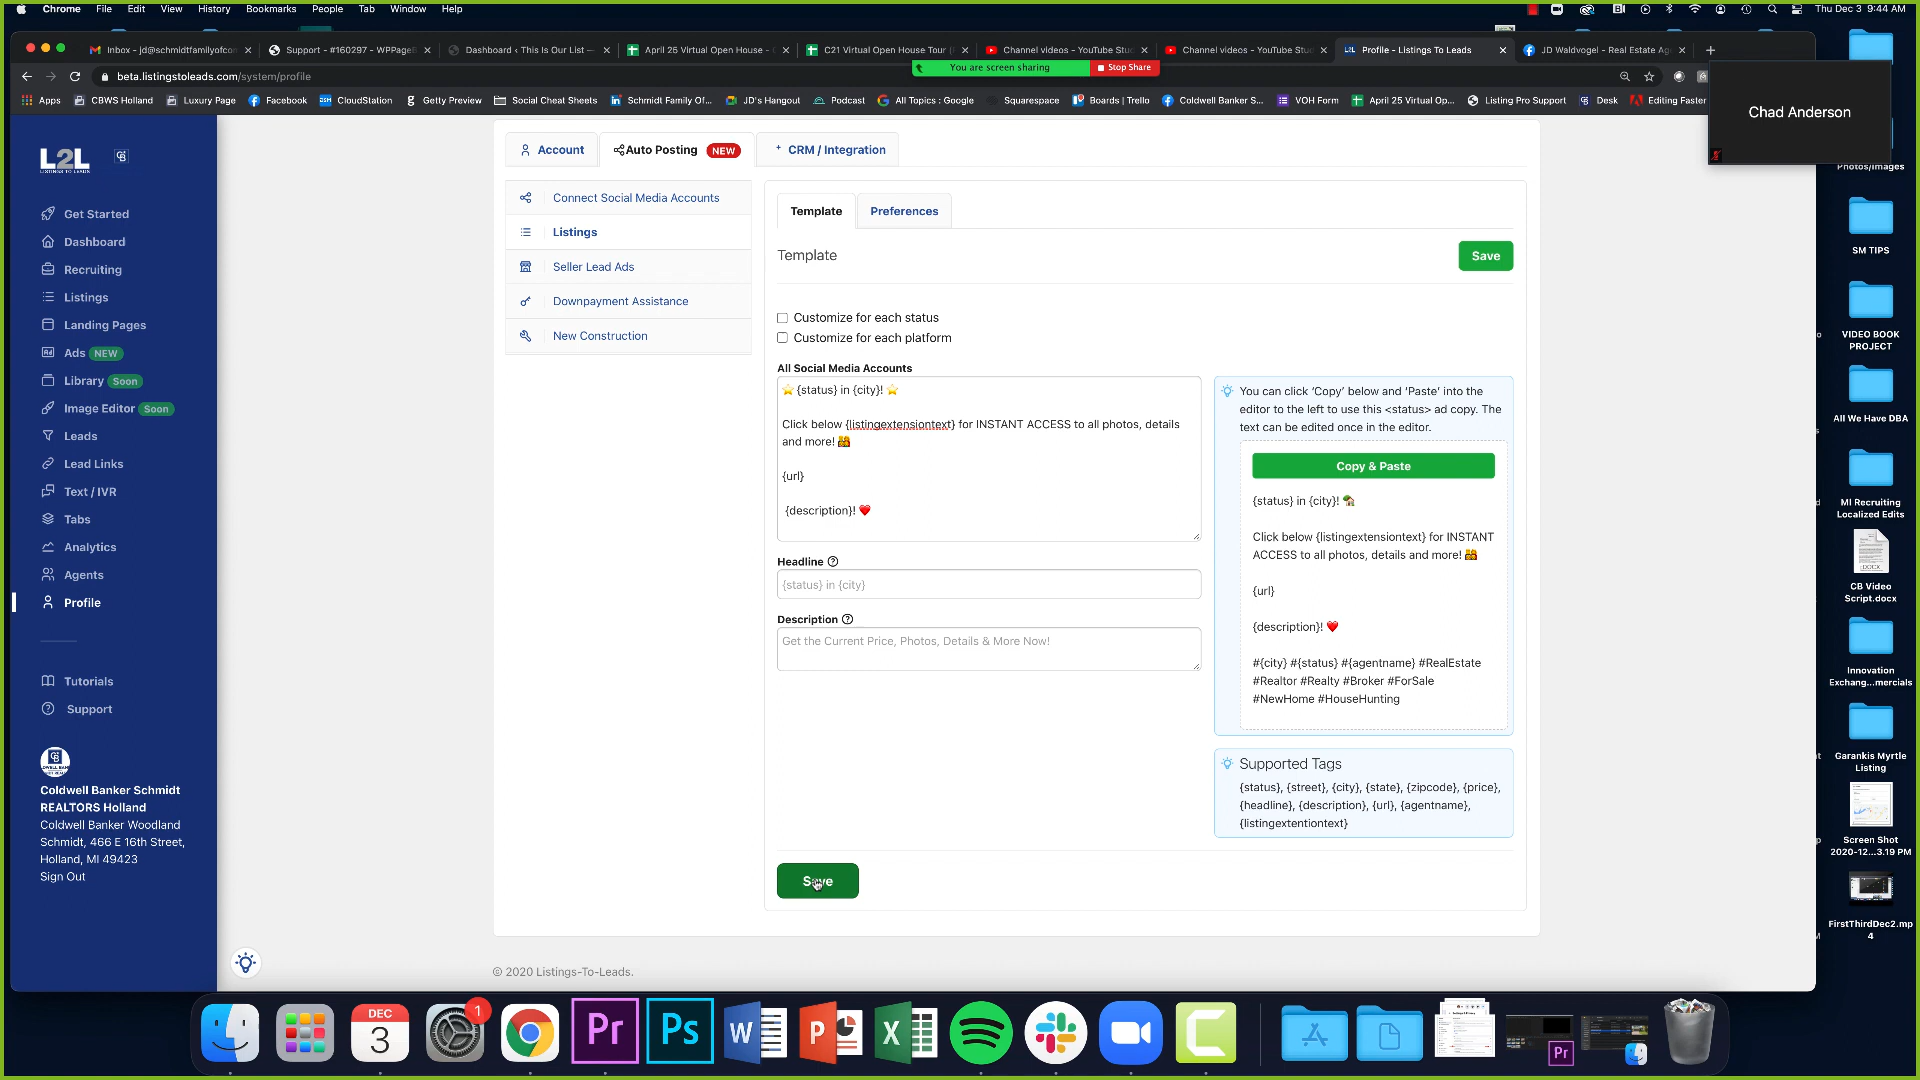 Chrome File Edit View History Bookmarks People Tab Window Help
Thu Dec 3 9:44 AM
Inbox - jd@schmidtfamilyofcon
Support - #160297 - WPPageB
Dashboard ‹ This Is Our List —
April 25 Virtual Open House - C
C21 Virtual Open House Tour (
Channel videos - YouTube Stud
Channel videos - YouTube Stud
Profile - Listings To Leads
JD Waldvogel - Real Estate Age
beta.listingstoleads.com/system/profile
You are screen sharing
Stop Share
Apps
CBWS Holland
Luxury Page
Facebook
CloudStation
Getty Preview
Social Cheat Sheets
Schmidt Family Of...
JD's Hangout
Podcast
All Topics : Google
Squarespace
Boards | Trello
Coldwell Banker S...
VOH Form
April 25 Virtual Op...
Listing Pro Support
Desk
Editing Faster
Chad Anderson
L2L
LISTINGS TO LEADS
Get Started
Dashboard
Recruiting
Listings
Landing Pages
Ads NEW
Library Soon
Image Editor Soon
Leads
Lead Links
Text / IVR
Tabs
Analytics
Agents
Profile
Tutorials
Support
Coldwell Banker Schmidt
REALTORS Holland
Coldwell Banker Woodland
Schmidt, 466 E 16th Street,
Holland, MI 49423
Sign Out
Account
Auto Posting NEW
CRM / Integration
Connect Social Media Accounts
Listings
Seller Lead Ads
Downpayment Assistance
New Construction
Template
Preferences
Template
Save
Customize for each status
Customize for each platform
All Social Media Accounts
⭐ {status} in {city}! ⭐
Click below {listingextensiontext} for INSTANT ACCESS to all photos, details
and more!
{url}
{description}! ❤️
Headline
{status} in {city}
Description
Get the Current Price, Photos, Details & More Now!
Save
You can click 'Copy' below and 'Paste' into the
editor to the left to use this <status> ad copy. The
text can be edited once in the editor.
Copy & Paste
{status} in {city}! 🏡
Click below {listingextensiontext} for INSTANT
ACCESS to all photos, details and more!
{url}
{description}! ❤️
#{city} #{status} #{agentname} #RealEstate
#Realtor #Realty #Broker #ForSale
#NewHome #HouseHunting
Supported Tags
{status}, {street}, {city}, {state}, {zipcode}, {price},
{headline}, {description}, {url}, {agentname},
{listingextentiontext}
© 2020 Listings-To-Leads.
Photos/Images
SM TIPS
VIDEO BOOK
PROJECT
All We Have DBA
MI Recruiting
Localized Edits
DOCX
CB Video
Script.docx
Innovation
Exchang...mercials
Garankis Myrtle
Listing
Screen Shot
2020-12...3.19 PM
FirstThirdDec2.mp
4
DEC
3
1
Pr
Ps
W
P
X
C
Pr